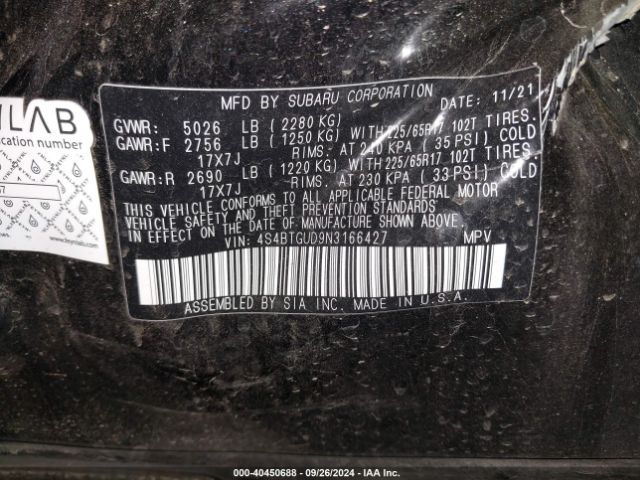 MFD BY SUBARU CORPORATION DATE: 11/21
GVWR: 5026 LB (2280 KG)
GAWR:F 2756 LB (1250 KG) WITH 225/65R17 102T TIRES.
17X7J RIMS. AT 240 KPA (35 PSI) COLD
GAWR:R 2690 LB (1220 KG) WITH 225/65R17 102T TIRES.
17X7J RIMS. AT 230 KPA (33 PSI) COLD
THIS VEHICLE CONFORMS TO ALL APPLICABLE FEDERAL MOTOR
VEHICLE SAFETY AND THEFT PREVENTION STANDARDS
IN EFFECT ON THE DATE OF MANUFACTURE SHOWN ABOVE.
VIN: 4S4BTGUD9N3166427 MPV
ASSEMBLED BY SIA INC. MADE IN U.S.A.
LAB
cation number
000-40450688 - 09/26/2024 - IAA Inc.